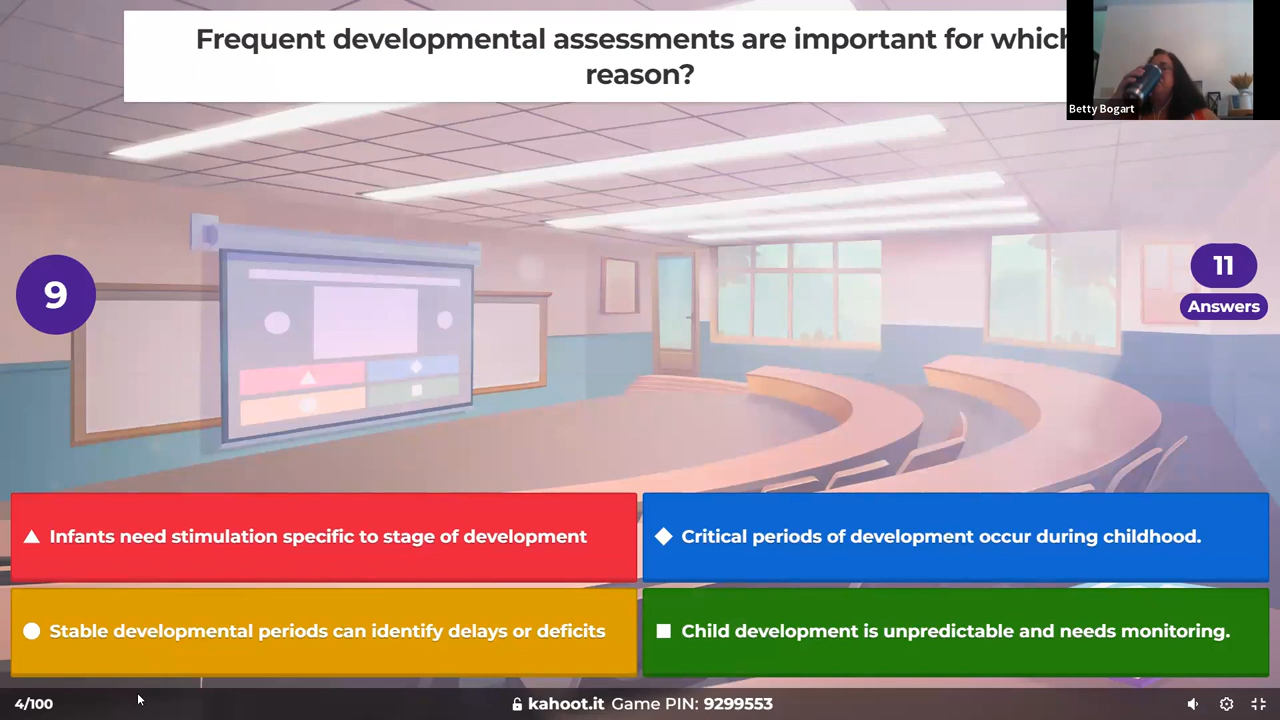 Frequent developmental assessments are important for which
reason?
Betty Bogart
9
11
Answers
Infants need stimulation specific to stage of development
Critical periods of development occur during childhood.
Stable developmental periods can identify delays or deficits
Child development is unpredictable and needs monitoring.
4/100
kahoot.it Game PIN: 9299553